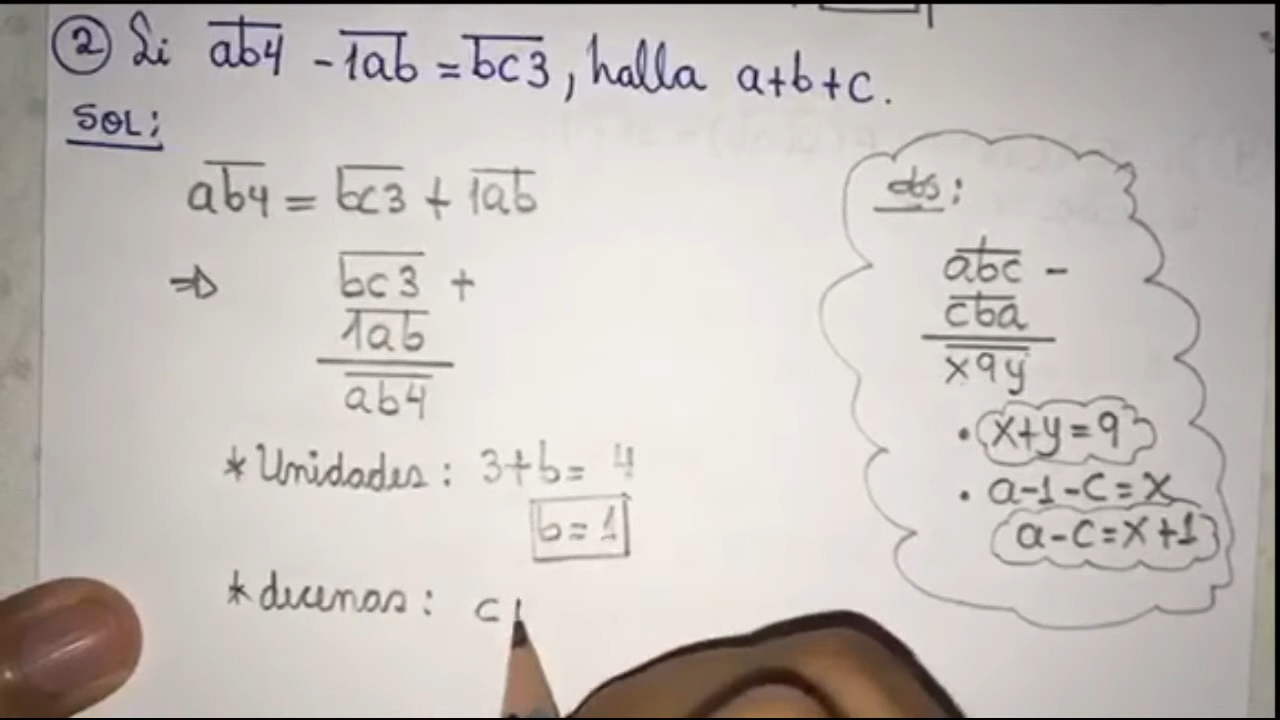 ② Si ab4 - 1ab = bc3, halla a+b+c.
SOL:
ab4 = bc3 + 1ab
⇒ bc3 +
1ab
ab4
* Unidades: 3+b= 4
b=1
* decenas: c
obs:
abc -
cba
x9y
• x+y=9
• a-1-c=x
a-c=x+1